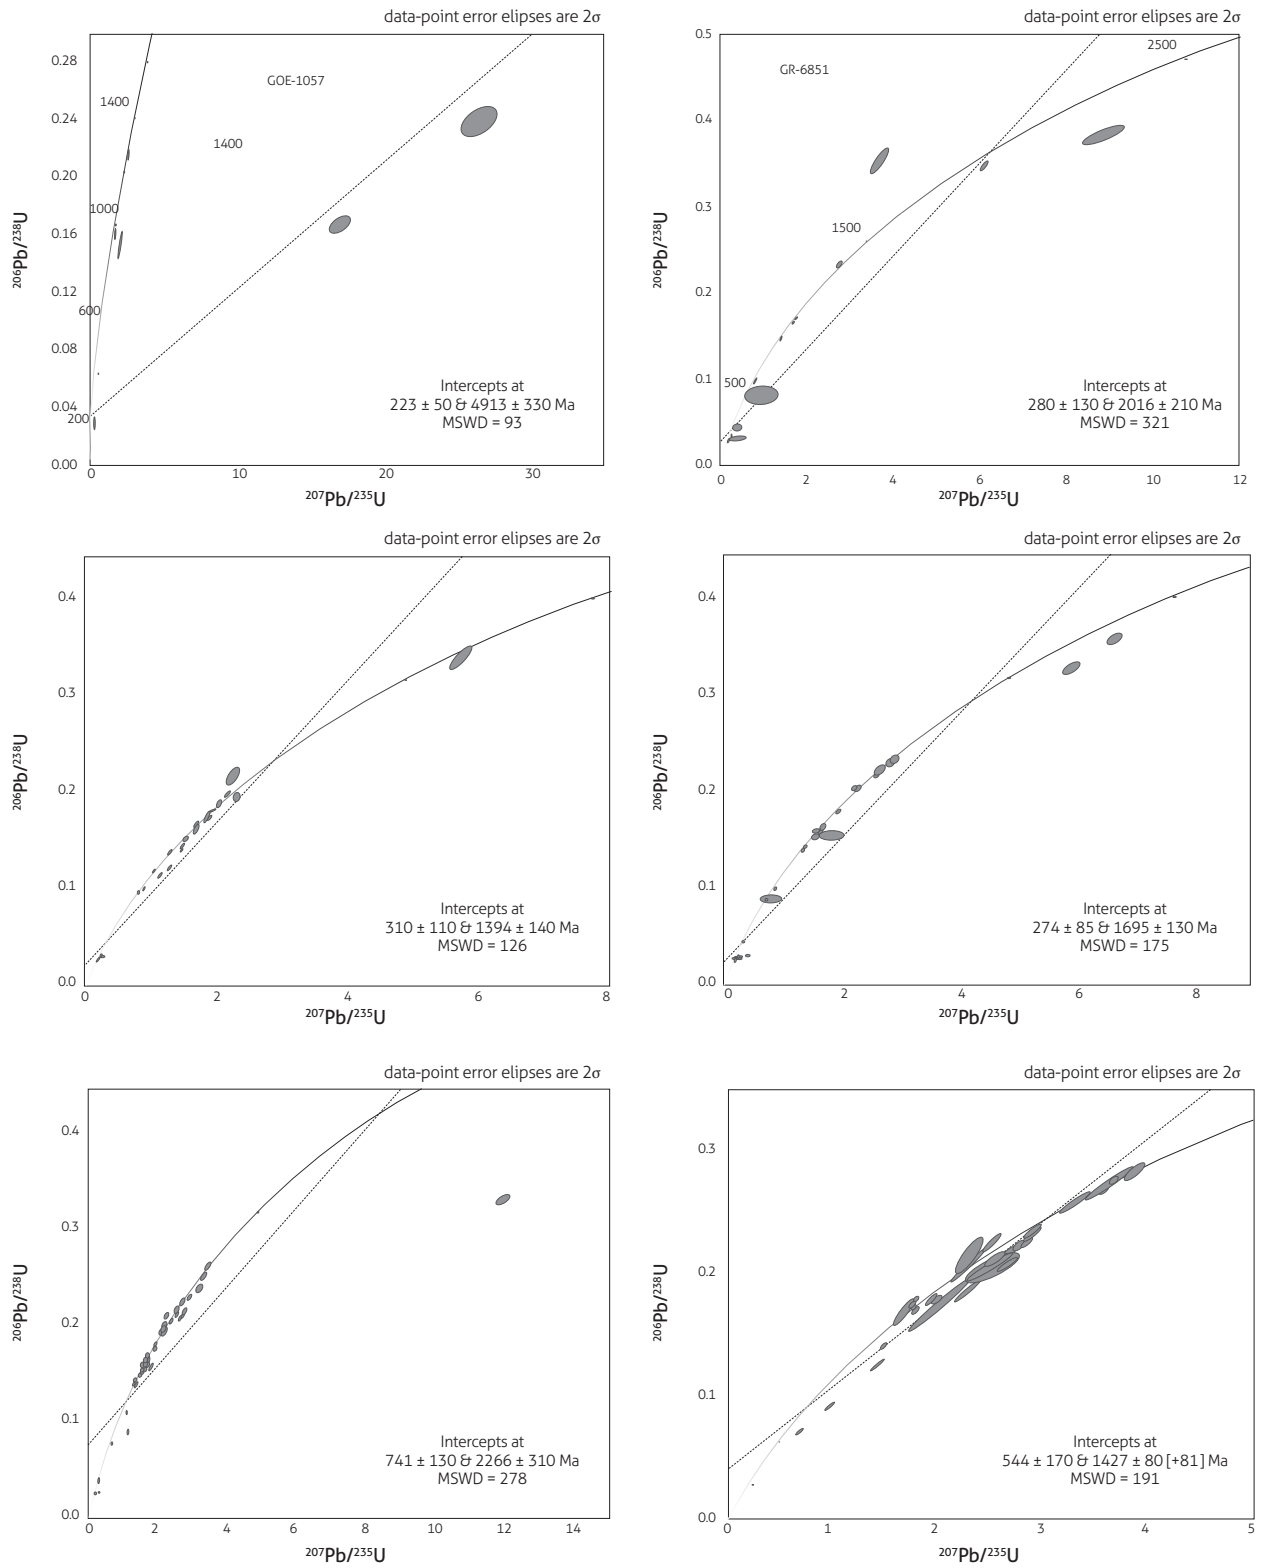 data-point error elipses are 2σ
GOE-1057
1400
1400
1000
600
200
0.28
0.24
0.20
0.16
0.12
0.08
0.04
0.00
0 10 20 30
206Pb/238U
207Pb/235U
Intercepts at
223 ± 50 & 4913 ± 330 Ma
MSWD = 93
data-point error elipses are 2σ
GR-6851
2500
1500
500
0.5
0.4
0.3
0.2
0.1
0.0
0 2 4 6 8 10 12
206Pb/238U
207Pb/235U
Intercepts at
280 ± 130 & 2016 ± 210 Ma
MSWD = 321
data-point error elipses are 2σ
0.4
0.3
0.2
0.1
0.0
0 2 4 6 8
206Pb/238U
207Pb/235U
Intercepts at
310 ± 110 & 1394 ± 140 Ma
MSWD = 126
data-point error elipses are 2σ
0.4
0.3
0.2
0.1
0.0
0 2 4 6 8
206Pb/238U
207Pb/235U
Intercepts at
274 ± 85 & 1695 ± 130 Ma
MSWD = 175
data-point error elipses are 2σ
0.4
0.3
0.2
0.1
0.0
0 2 4 6 8 10 12 14
206Pb/238U
207Pb/235U
Intercepts at
741 ± 130 & 2266 ± 310 Ma
MSWD = 278
data-point error elipses are 2σ
0.3
0.2
0.1
0.0
0 1 2 3 4 5
206Pb/238U
207Pb/235U
Intercepts at
544 ± 170 & 1427 ± 80 [+81] Ma
MSWD = 191